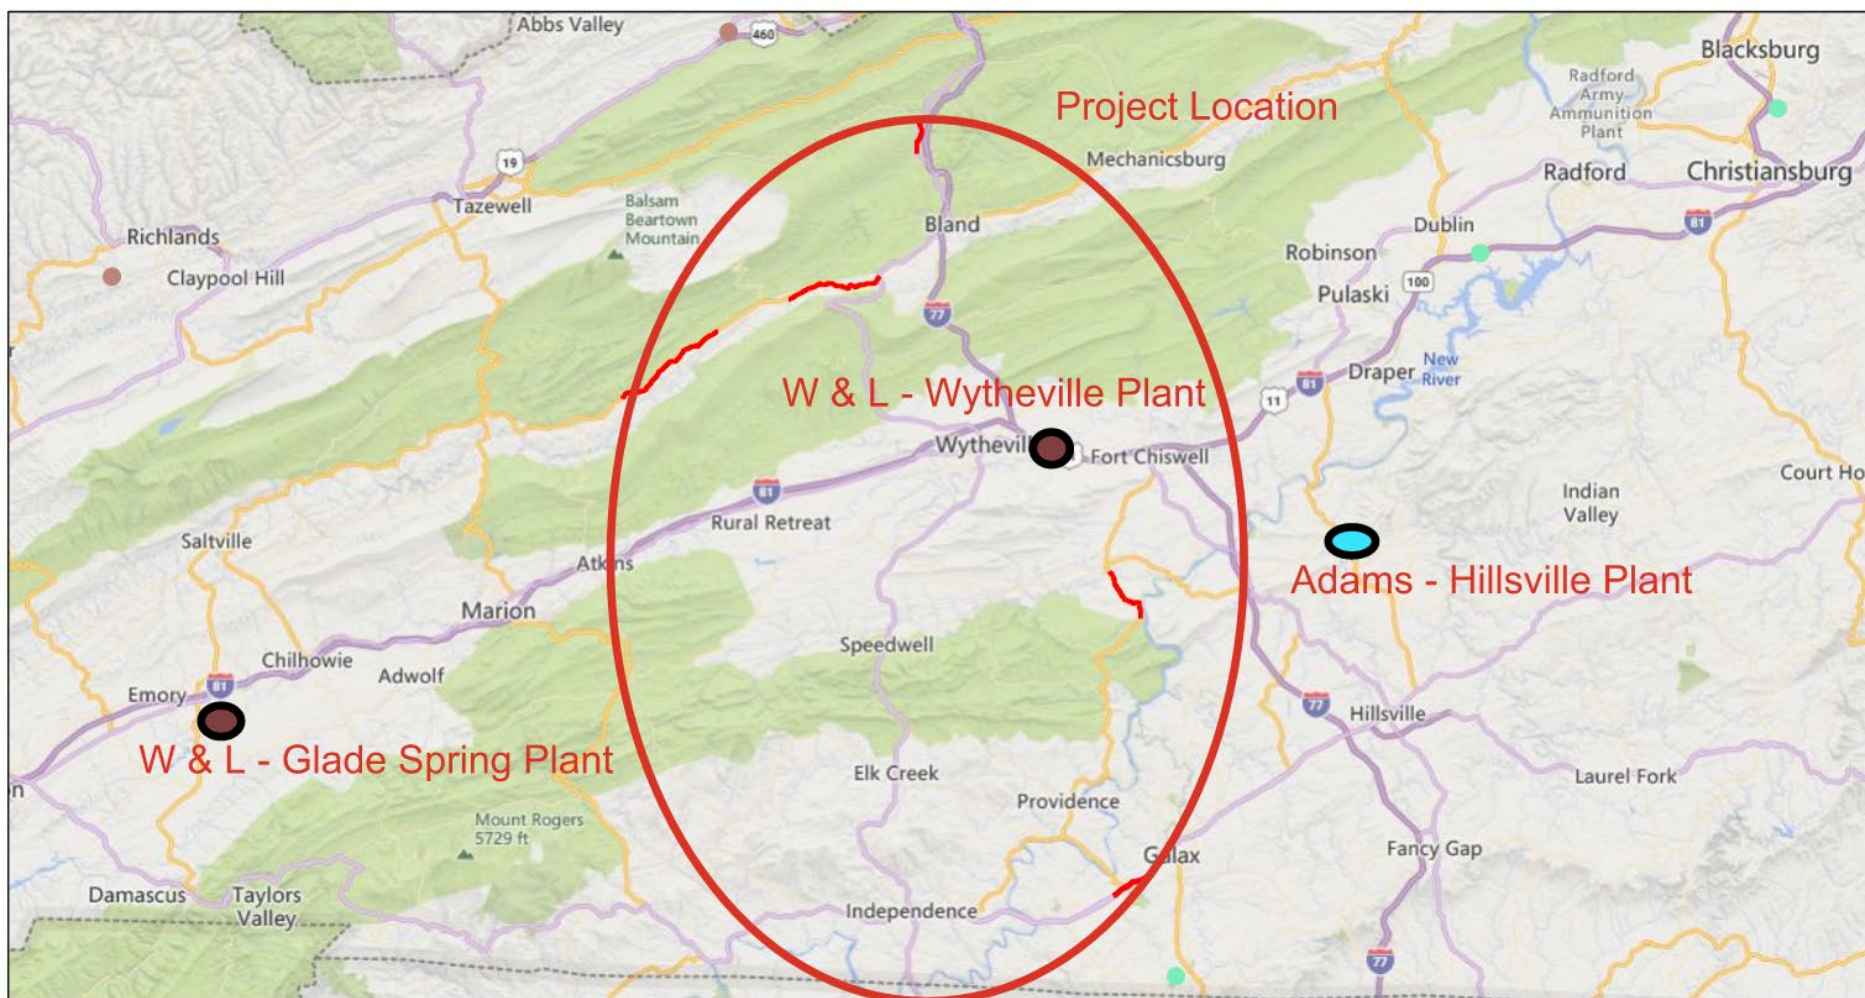 Abbs Valley
460
Blacksburg
Radford
Army
Ammunition
Plant
Project Location
Mechanicsburg
19
Radford
Christiansburg
Tazewell
Balsam
Beartown
Mountain
Bland
Dublin
81
Richlands
Robinson
Claypool Hill
100
Pulaski
77
New
River
Draper
81
W & L - Wytheville Plant
11
Fort Chiswell
Court Ho
81
Indian
Valley
Rural Retreat
Saltville
Atkins
Adams - Hillsville Plant
Marion
Speedwell
Chilhowie
Adwolf
81
Emory
77
Hillsville
W & L - Glade Spring Plant
Elk Creek
Laurel Fork
Providence
Mount Rogers
5729 ft
Fancy Gap
Damascus
Taylors
Valley
Independence
77